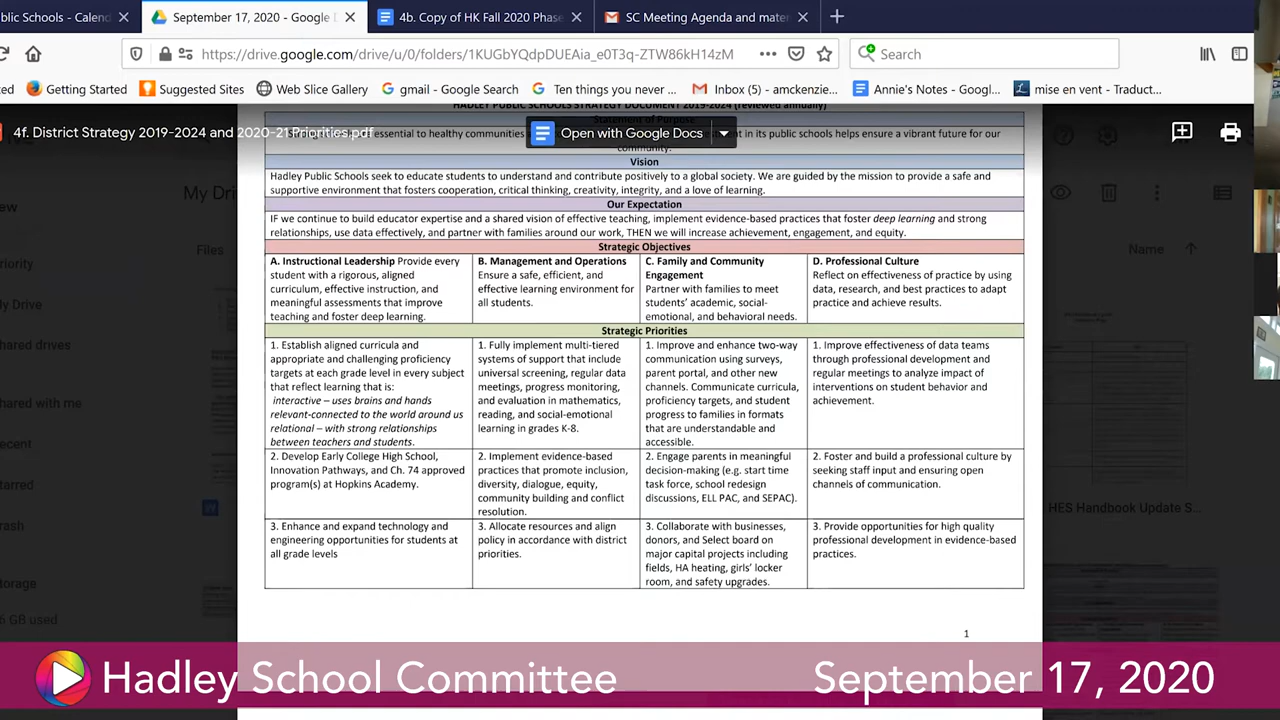 ublic Schools - Calend
September 17, 2020 - Google D
4b. Copy of HK Fall 2020 Phase
SC Meeting Agenda and mater
https://drive.google.com/drive/u/0/folders/1KUGbYQdpDUEAia_e0T3q-ZTW86kH14zM
Search
ed
Getting Started
Suggested Sites
Web Slice Gallery
gmail - Google Search
Ten things you never ...
Inbox (5) - amckenzie...
Annie's Notes - Googl...
mise en vent - Traduct...
HADLEY PUBLIC SCHOOLS STRATEGY DOCUMENT 2019-2024 (reviewed annually)
Statement of Purpose
4f. District Strategy 2019-2024 and 2020-21 Priorities.pdf
essential to healthy communities
Open with Google Docs
in its public schools helps ensure a vibrant future for our
community.
Vision
Hadley Public Schools seek to educate students to understand and contribute positively to a global society. We are guided by the mission to provide a safe and
supportive environment that fosters cooperation, critical thinking, creativity, integrity, and a love of learning.
Our Expectation
IF we continue to build educator expertise and a shared vision of effective teaching, implement evidence-based practices that foster deep learning and strong
relationships, use data effectively, and partner with families around our work, THEN we will increase achievement, engagement, and equity.
Strategic Objectives
A. Instructional Leadership Provide every
student with a rigorous, aligned
curriculum, effective instruction, and
meaningful assessments that improve
teaching and foster deep learning.
B. Management and Operations
Ensure a safe, efficient, and
effective learning environment for
all students.
C. Family and Community
Engagement
Partner with families to meet
students' academic, social-
emotional, and behavioral needs.
D. Professional Culture
Reflect on effectiveness of practice by using
data, research, and best practices to adapt
practice and achieve results.
Strategic Priorities
1. Establish aligned curricula and
appropriate and challenging proficiency
targets at each grade level in every subject
that reflect learning that is:
interactive – uses brains and hands
relevant-connected to the world around us
relational – with strong relationships
between teachers and students.
1. Fully implement multi-tiered
systems of support that include
universal screening, regular data
meetings, progress monitoring,
and evaluation in mathematics,
reading, and social-emotional
learning in grades K-8.
1. Improve and enhance two-way
communication using surveys,
parent portal, and other new
channels. Communicate curricula,
proficiency targets, and student
progress to families in formats
that are understandable and
accessible.
1. Improve effectiveness of data teams
through professional development and
regular meetings to analyze impact of
interventions on student behavior and
achievement.
2. Develop Early College High School,
Innovation Pathways, and Ch. 74 approved
program(s) at Hopkins Academy.
2. Implement evidence-based
practices that promote inclusion,
diversity, dialogue, equity,
community building and conflict
resolution.
2. Engage parents in meaningful
decision-making (e.g. start time
task force, school redesign
discussions, ELL PAC, and SEPAC).
2. Foster and build a professional culture by
seeking staff input and ensuring open
channels of communication.
3. Enhance and expand technology and
engineering opportunities for students at
all grade levels
3. Allocate resources and align
policy in accordance with district
priorities.
3. Collaborate with businesses,
donors, and Select board on
major capital projects including
fields, HA heating, girls' locker
room, and safety upgrades.
3. Provide opportunities for high quality
professional development in evidence-based
practices.
1
My Driv
ew
Files
Name
iority
y Drive
hared drives
hared with me
ecent
arred
rash
torage
6 GB used
HES Handbook Update S...
Hadley School Committee
September 17, 2020